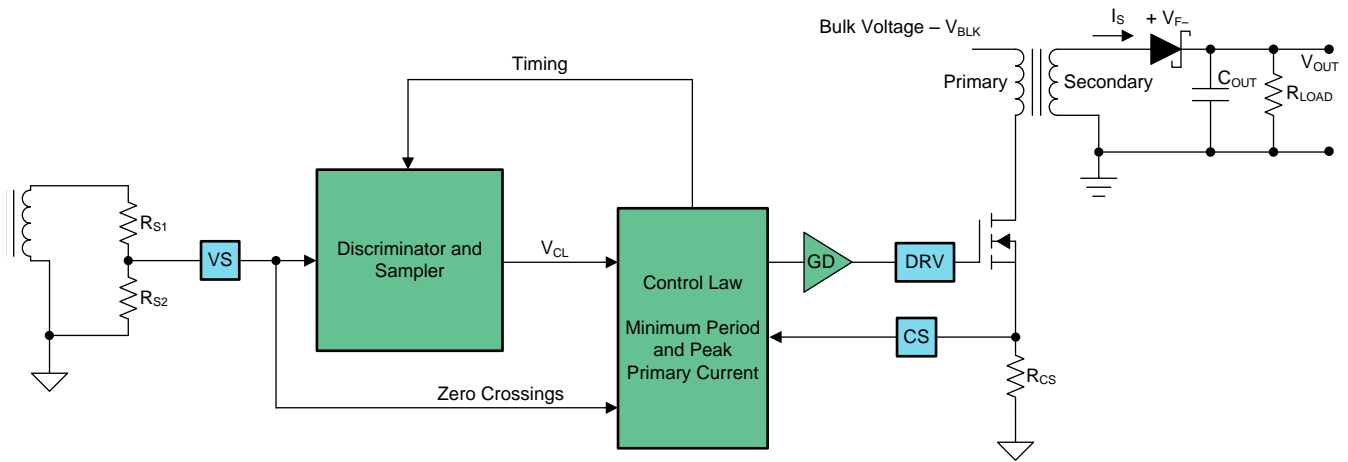 Bulk Voltage – VBLK
IS
+ VF–
Timing
Primary
Secondary
COUT
VOUT
RLOAD
RS1
VS
Discriminator and
Sampler
VCL
RS2
Control Law
Minimum Period
and Peak
Primary Current
GD
DRV
CS
RCS
Zero Crossings